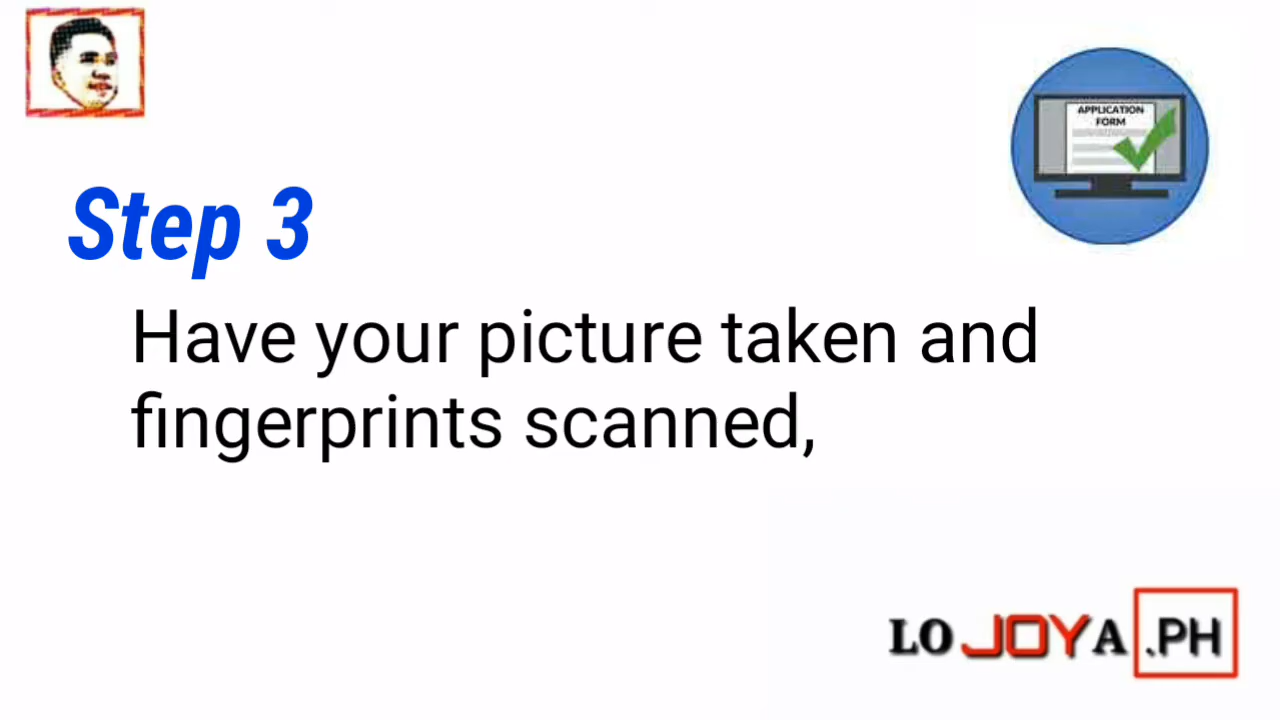 APPLICATION
FORM
Step 3
Have your picture taken and
fingerprints scanned,
LOJOYA.PH